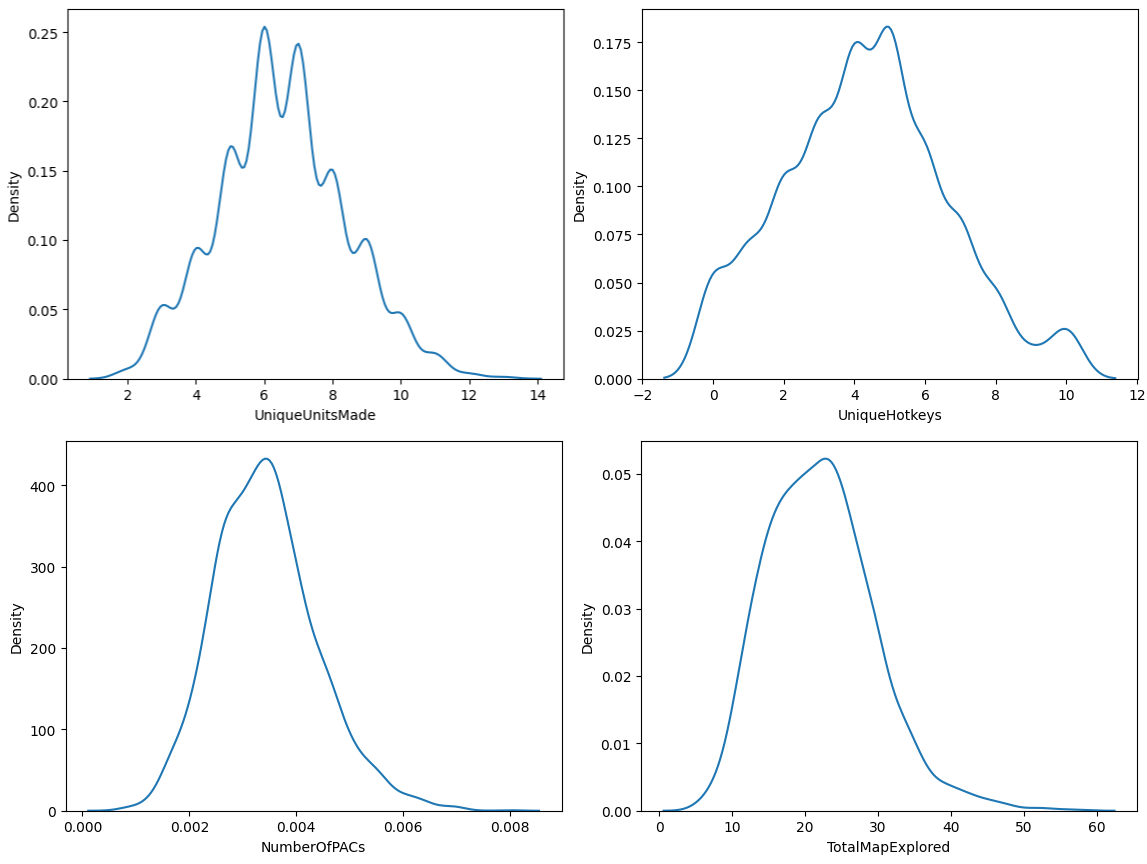 Density
0.25
0.20
0.15
0.10
0.05
0.00
2 4 6 8 10 12 14
UniqueUnitsMade
Density
0.175
0.150
0.125
0.100
0.075
0.050
0.025
0.000
−2 0 2 4 6 8 10 12
UniqueHotkeys
Density
400
300
200
100
0
0.000 0.002 0.004 0.006 0.008
NumberOfPACs
Density
0.05
0.04
0.03
0.02
0.01
0.00
0 10 20 30 40 50 60
TotalMapExplored